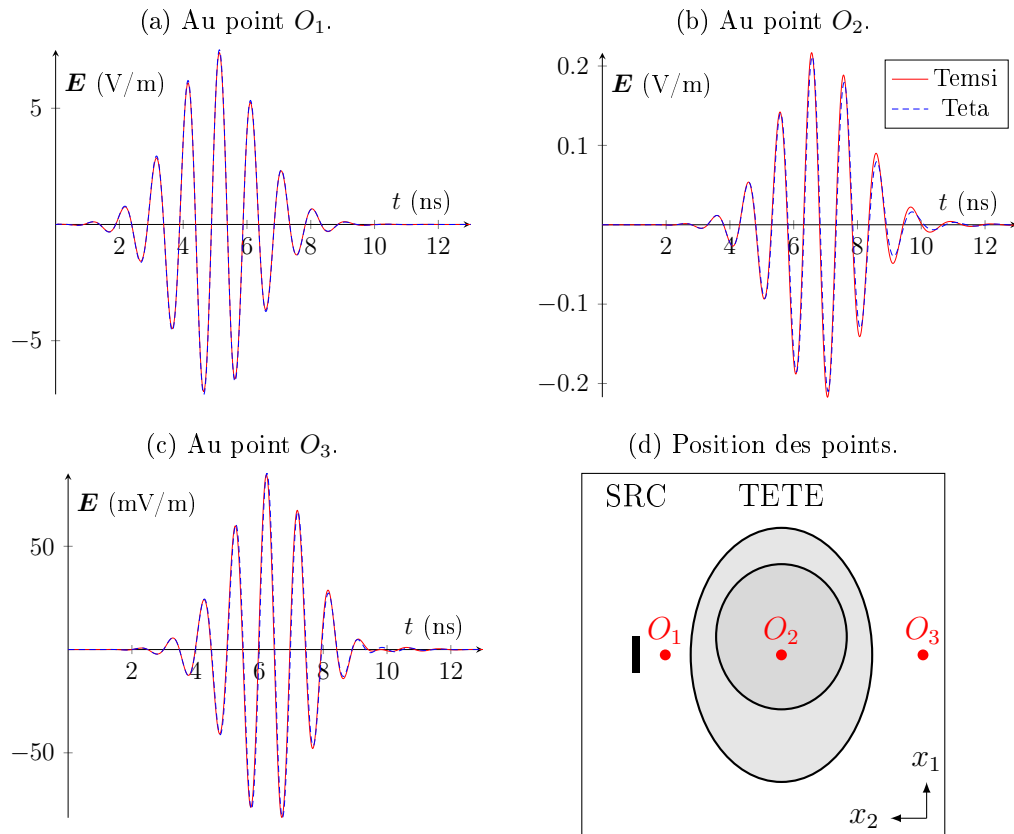 (a) Au point O₁.
E (V/m)
5
−5
t (ns)
2 4 6 8 10 12
(b) Au point O₂.
E (V/m)
0.2
0.1
−0.1
−0.2
t (ns)
2 4 6 8 10 12
Temsi
Teta
(c) Au point O₃.
E (mV/m)
50
−50
t (ns)
2 4 6 8 10 12
(d) Position des points.
SRC TETE
O₁ O₂ O₃
x₁
x₂